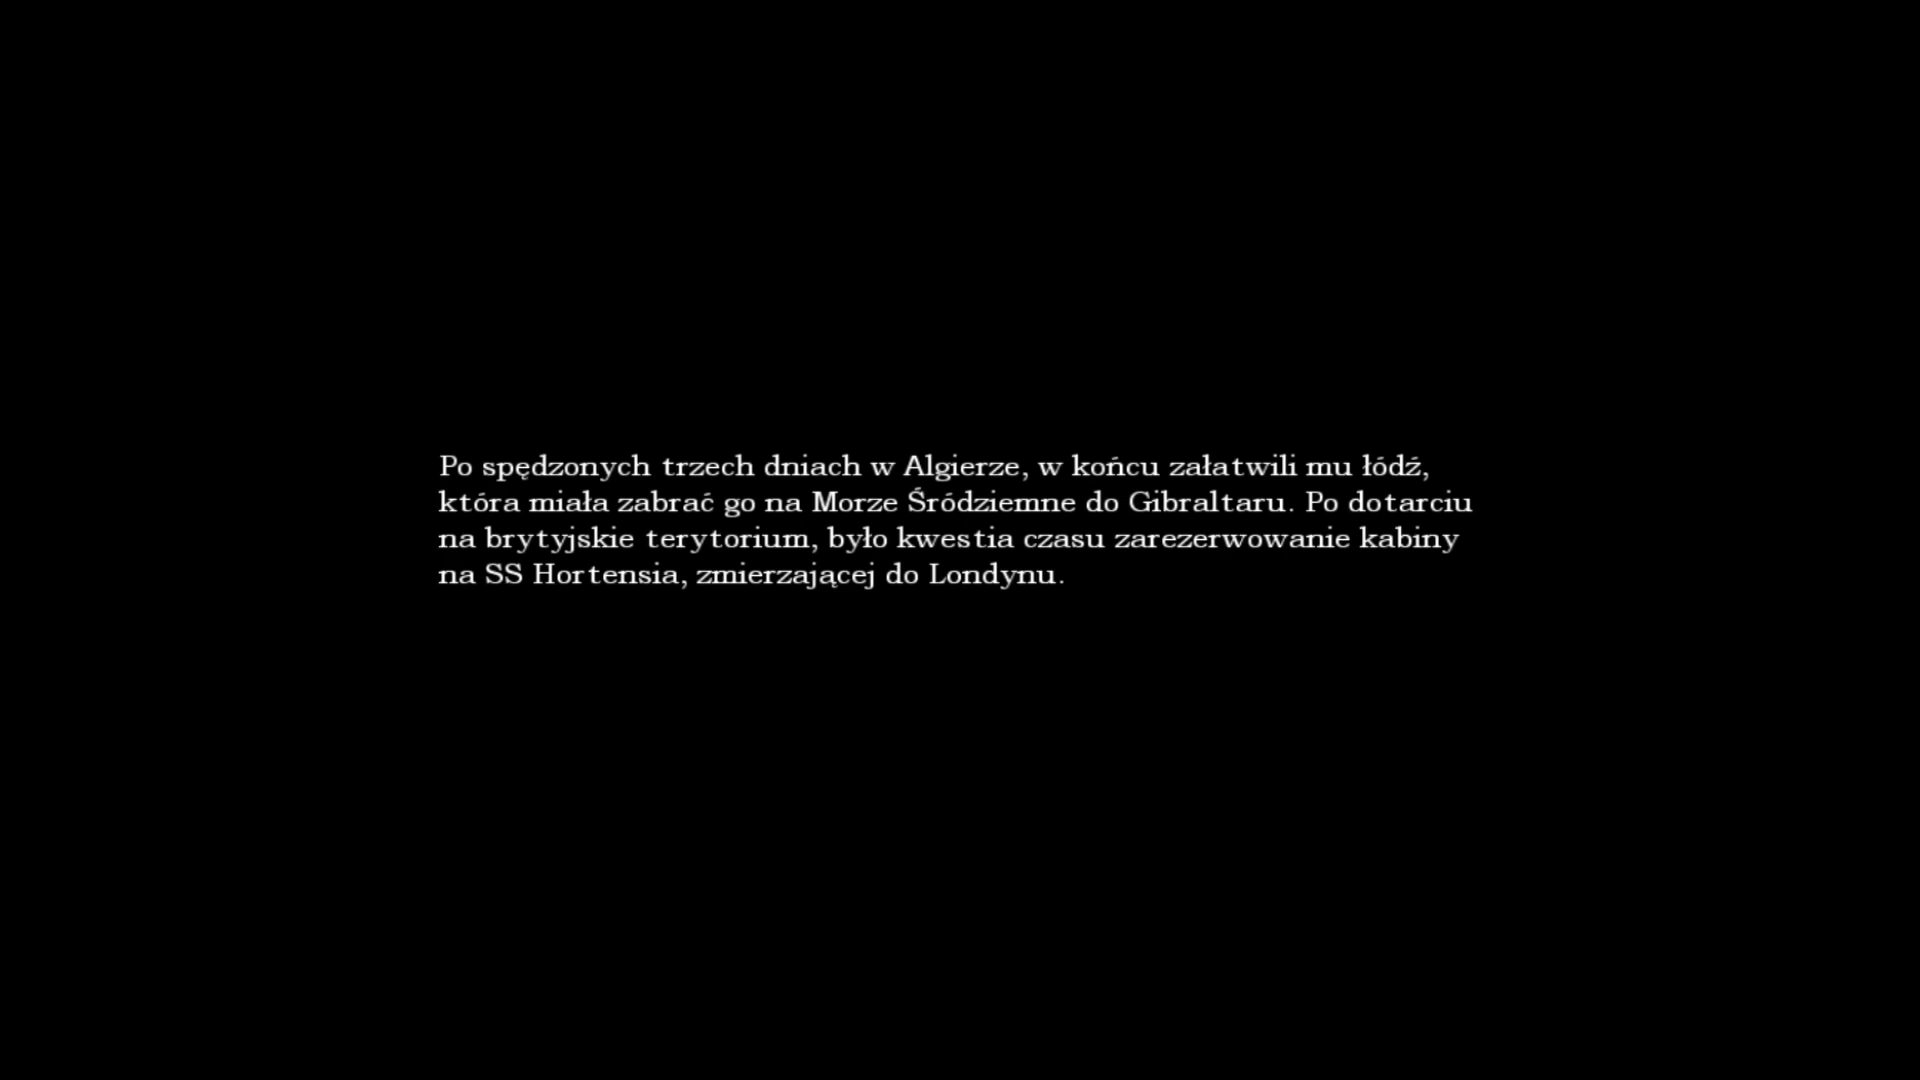 Po spędzonych trzech dniach w Algierze, w końcu załatwili mu łódź,
która miała zabrać go na Morze Śródziemne do Gibraltaru. Po dotarciu
na brytyjskie terytorium, było kwestia czasu zarezerwowanie kabiny
na SS Hortensia, zmierzającej do Londynu.